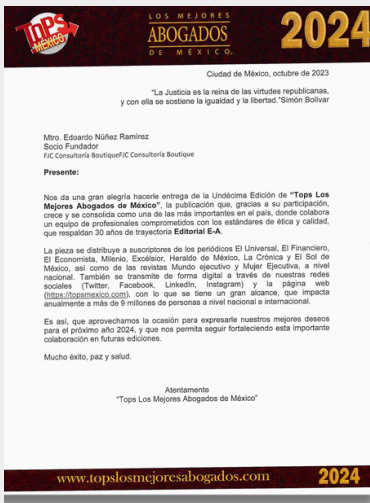 TOPS
MÉXICO
LOS MEJORES
ABOGADOS
DE MÉXICO.
2024
Ciudad de México, octubre de 2023
"La Justicia es la reina de las virtudes republicanas,
y con ella se sostiene la igualdad y la libertad."Simón Bolívar
Mtro. Edoardo Núñez Ramírez
Socio Fundador
FJC Consultoría BoutiqueFJC Consultoría Boutique
Presente:
Nos da una gran alegría hacerle entrega de la Undécima Edición de "Tops Los
Mejores Abogados de México", la publicación que, gracias a su participación,
crece y se consolida como una de las más importantes en el país, donde colabora
un equipo de profesionales comprometidos con los estándares de ética y calidad,
que respaldan 30 años de trayectoria Editorial E-A.
La pieza se distribuye a suscriptores de los periódicos El Universal, El Financiero,
El Economista, Milenio, Excélsior, Heraldo de México, La Crónica y El Sol de
México, así como de las revistas Mundo ejecutivo y Mujer Ejecutiva, a nivel
nacional. También se transmite de forma digital a través de nuestras redes
sociales (Twitter, Facebook, LinkedIn, Instagram) y la página web
(https://topsmexico.com), con lo que se tiene un gran alcance, que impacta
anualmente a más de 9 millones de personas a nivel nacional e internacional.
Es así, que aprovechamos la ocasión para expresarle nuestros mejores deseos
para el próximo año 2024, y que nos permita seguir fortaleciendo esta importante
colaboración en futuras ediciones.
Mucho éxito, paz y salud.
Atentamente
"Tops Los Mejores Abogados de México"
www.topslosmejoresabogados.com
2024